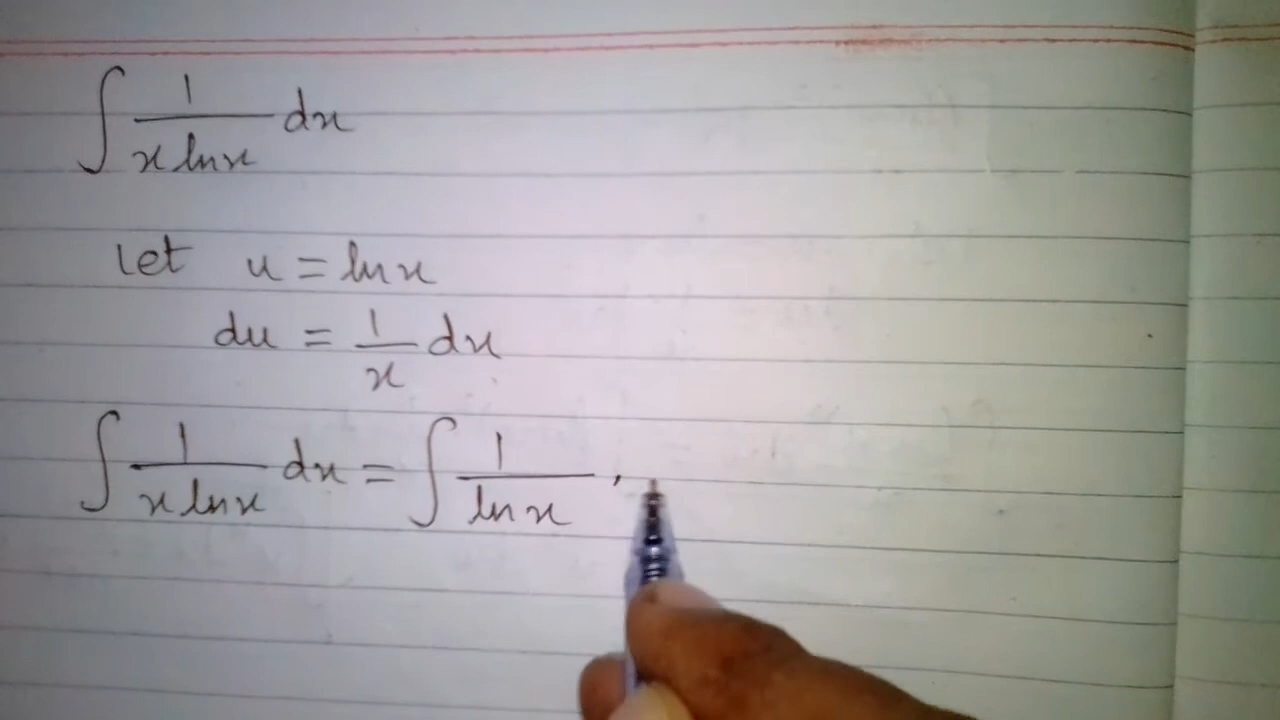 ∫ 1/(x ln x) dx
Let u = ln x
du = 1/x dx
∫ 1/(x ln x) dx = ∫ 1/(ln x) ·